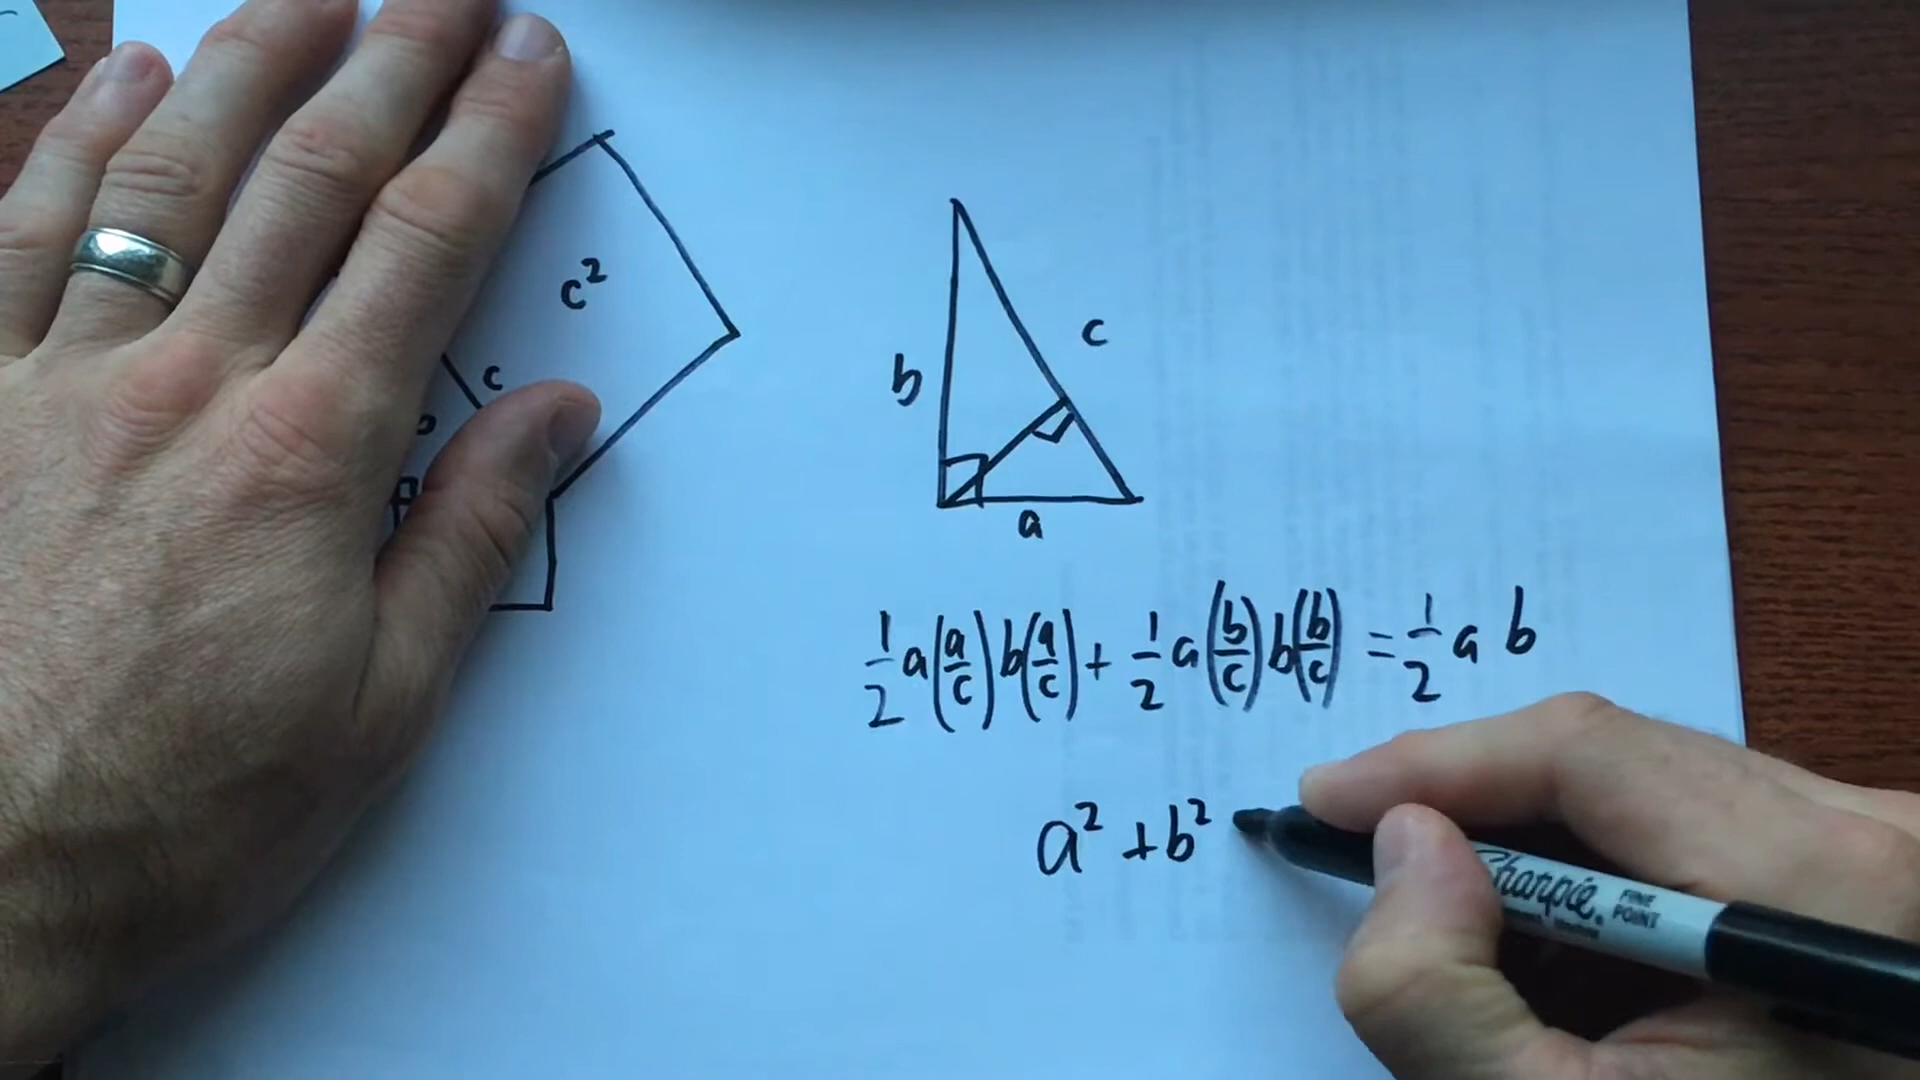 c²
c
b
c
a
1/2 a(a/c) b(a/c) + 1/2 a(b/c) b(b/c) = 1/2 a b
a² + b²
Sharpie. FINE POINT